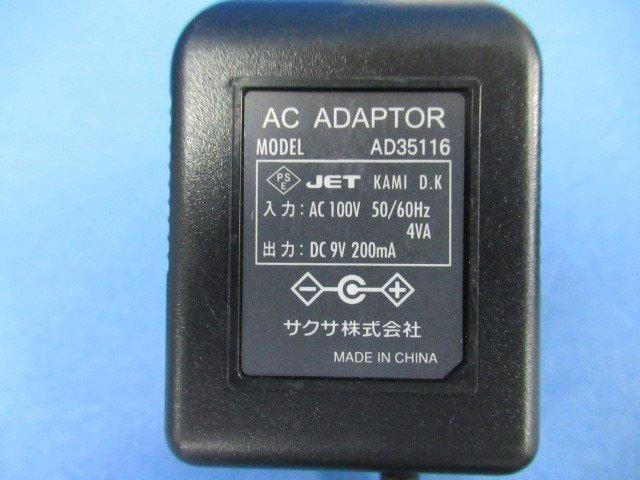 AC ADAPTOR
MODEL AD35116
PS E JET KAMI D.K
入力：AC 100V 50/60Hz
4VA
出力：DC 9V 200mA
サクサ株式会社
MADE IN CHINA